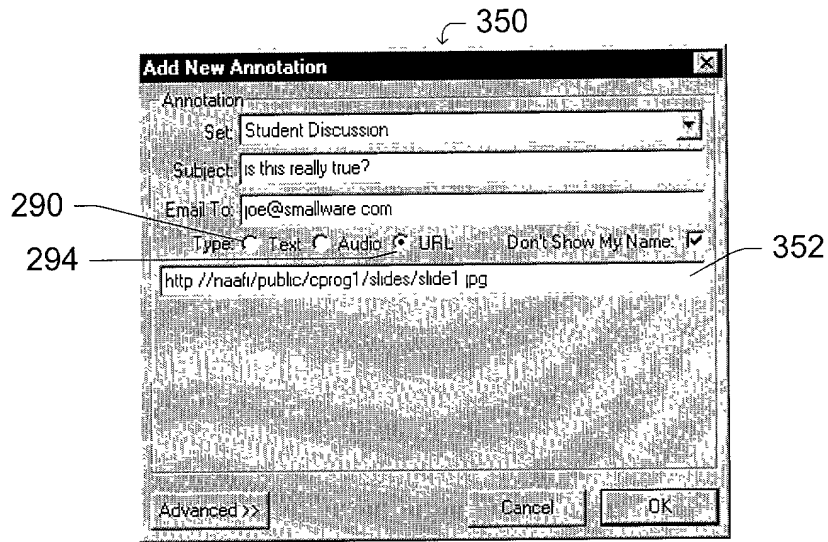 350
Add New Annotation
Annotation
Set: Student Discussion
Subject: is this really true?
Email To: joe@smallware com
290
Type: Text Audio URL Don't Show My Name:
294
352
http //naafi/public/cprog1/slides/slide1 jpg
Advanced >> Cancel OK